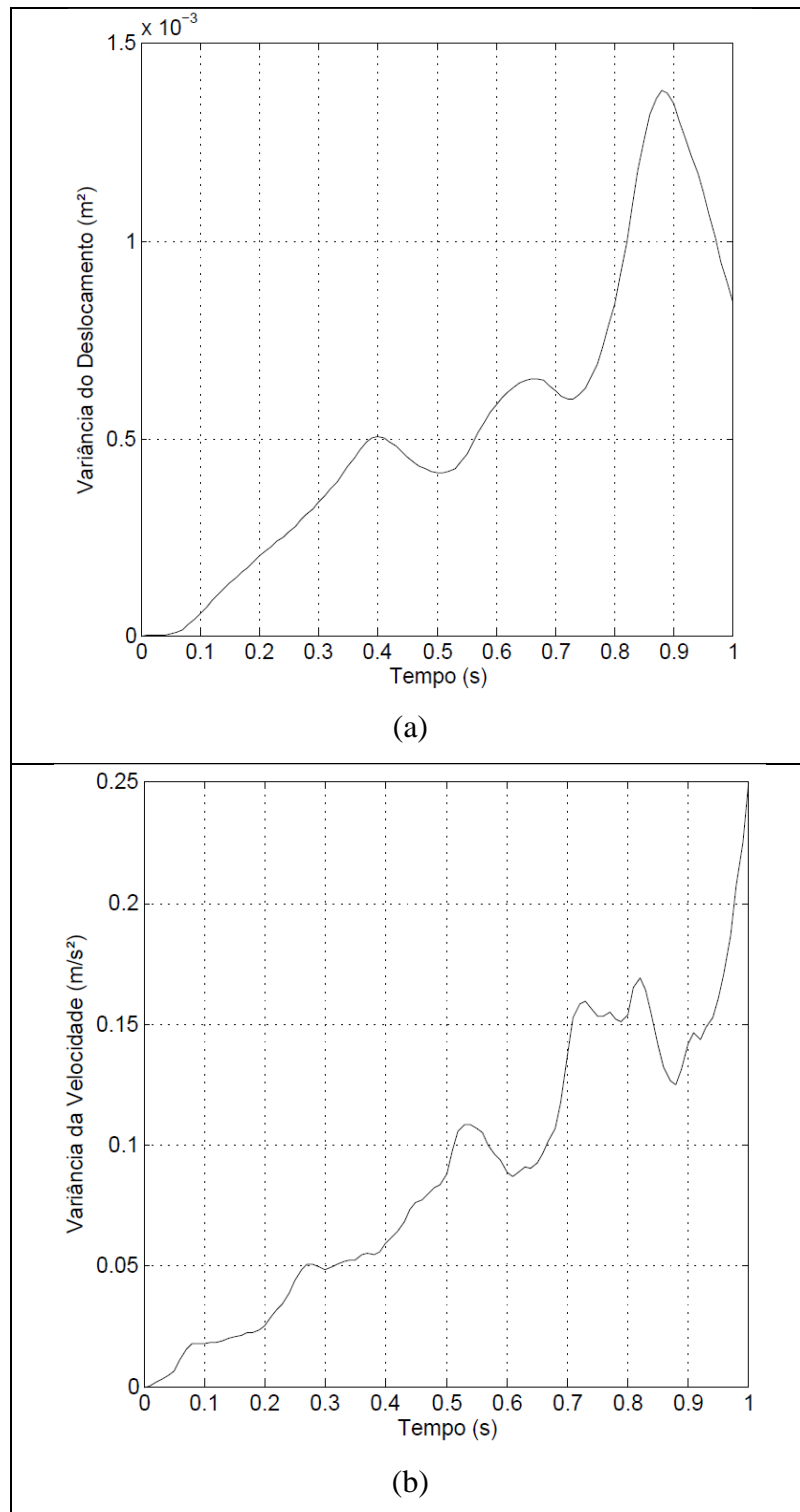 x 10⁻³
1.5
1
0.5
0
Variância do Deslocamento (m²)
0 0.1 0.2 0.3 0.4 0.5 0.6 0.7 0.8 0.9 1
Tempo (s)
(a)
0.25
0.2
0.15
0.1
0.05
0
Variância da Velocidade (m/s²)
0 0.1 0.2 0.3 0.4 0.5 0.6 0.7 0.8 0.9 1
Tempo (s)
(b)